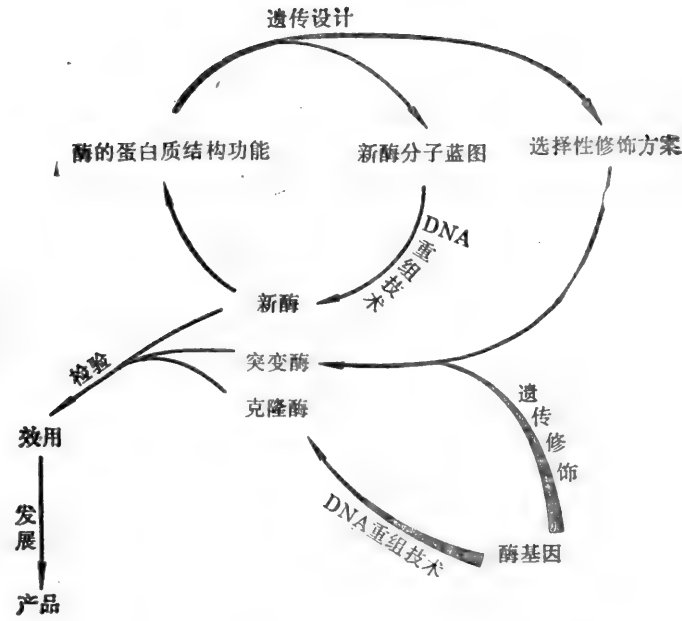 遗传设计
酶的蛋白质结构功能
新酶分子蓝图
选择性修饰方案
DNA重组技术
新酶
检验
突变酶
克隆酶
遗传修饰
效用
DNA重组技术
酶基因
发展
产品